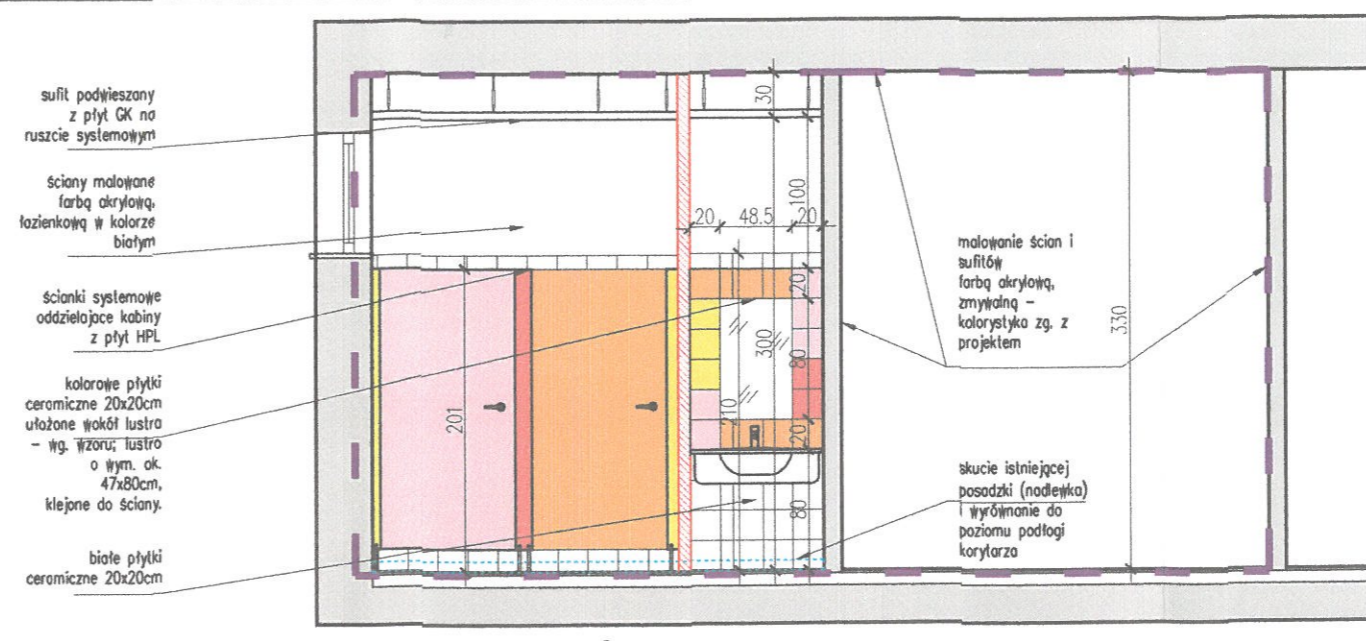 sufit podwieszany
z płyt GK na
ruszcie systemowym
ściany malowane
farbą akrylową,
łazienkową w kolorze
białym
ścianki systemowe
oddzielające kabiny
z płyt HPL
kolorowe płytki
ceramiczne 20x20cm
ułożone wokół lustra
– wg. wzoru; lustro
o wym. ok.
47x80cm,
klejone do ściany.
białe płytki
ceramiczne 20x20cm
30
100
20 48.5 20
20
300
80
210
20
80
201
malowanie ścian i
sufitów
farbą akrylową,
zmywalną –
kolorystyka zg. z
projektem
330
skucie istniejącej
posadzki (nadlewka)
i wyrównanie do
poziomu podłogi
korytarza